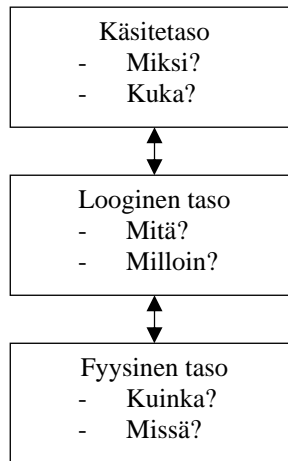 Käsitetaso
- Miksi?
- Kuka?
Looginen taso
- Mitä?
- Milloin?
Fyysinen taso
- Kuinka?
- Missä?